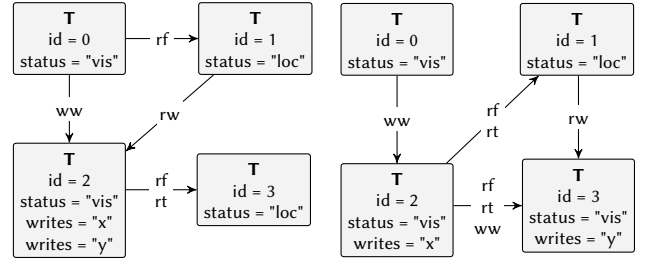 T
id = 0
status = "vis"
rf
T
id = 1
status = "loc"
ww
rw
T
id = 2
status = "vis"
writes = "x"
writes = "y"
rf
rt
T
id = 3
status = "loc"
T
id = 0
status = "vis"
T
id = 1
status = "loc"
ww
rf
rt
rw
T
id = 2
status = "vis"
writes = "x"
rf
rt
ww
T
id = 3
status = "vis"
writes = "y"